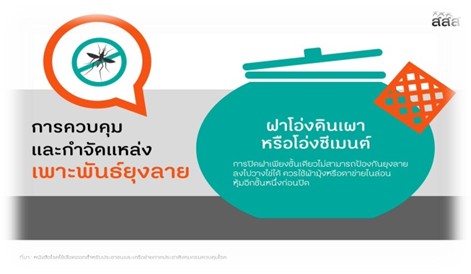 สสส
การควบคุม
และกำจัดแหล่ง
เพาะพันธุ์ยุงลาย
ฝาโอ่งดินเผา
หรือโอ่งซีเมนต์
การปิดฝาเพียงชั้นเดียวไม่สามารถป้องกันยุงลาย
ลงไปวางไข่ได้ ควรใช้ผ้ามุ้งหรือตาข่ายไนล่อน
หุ้มอีกชั้นหนึ่งก่อนปิด